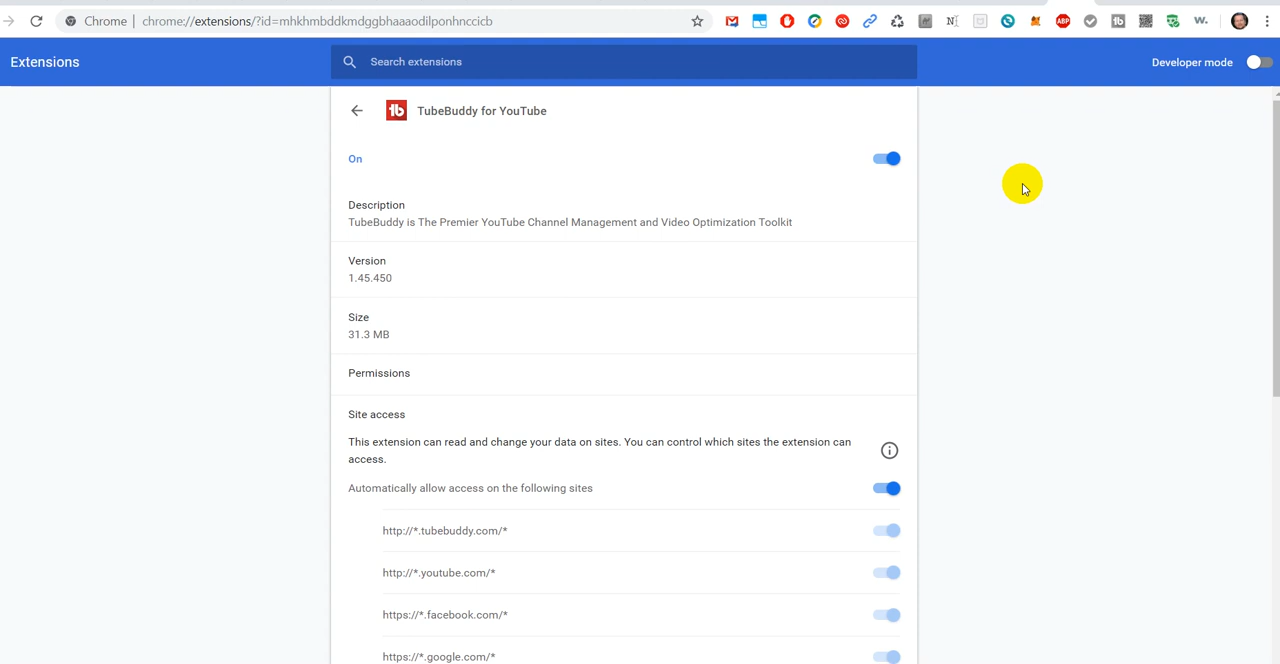 Chrome | chrome://extensions/?id=mhkhmbddkmdggbhaaaodilponhnccicb
N
ABP
tb
W.
Extensions
Search extensions
Developer mode
tb TubeBuddy for YouTube
On
Description
TubeBuddy is The Premier YouTube Channel Management and Video Optimization Toolkit
Version
1.45.450
Size
31.3 MB
Permissions
Site access
This extension can read and change your data on sites. You can control which sites the extension can
access.
Automatically allow access on the following sites
http://*.tubebuddy.com/*
http://*.youtube.com/*
https://*.facebook.com/*
https://*.google.com/*